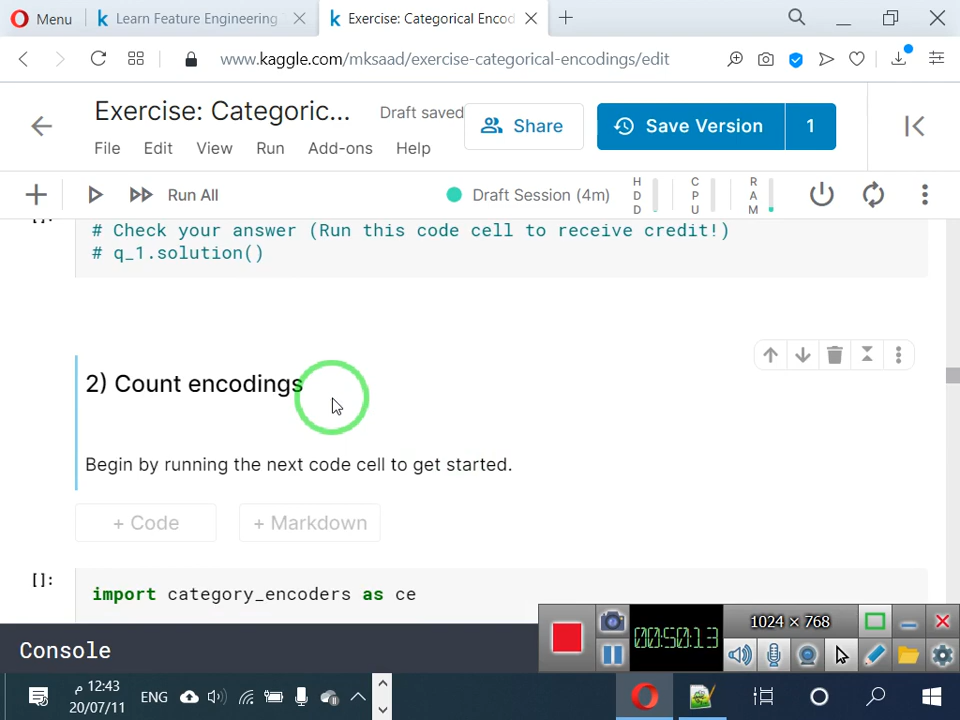 Menu
Learn Feature Engineering
Exercise: Categorical Encod
www.kaggle.com/mksaad/exercise-categorical-encodings/edit
Exercise: Categoric...
Draft saved
Share
Save Version
1
File Edit View Run Add-ons Help
Run All
Draft Session (4m)
HDD
CPU
RAM
[]:
# Check your answer (Run this code cell to receive credit!)
# q_1.solution()
2) Count encodings
Begin by running the next code cell to get started.
+ Code
+ Markdown
[]:
import category_encoders as ce
1024 × 768
00:50:13
Console
12:43 م
ENG
20/07/11